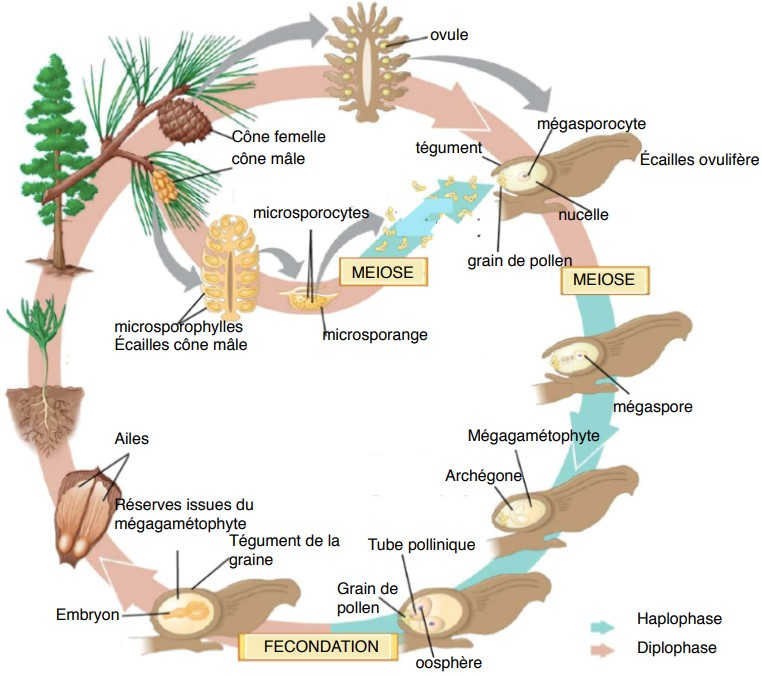 ovule
mégasporocyte
Cône femelle
cône mâle
tégument
Écailles ovulifère
microsporocytes
nucelle
grain de pollen
MEIOSE
MEIOSE
microsporophylles
Écailles cône mâle
microsporange
mégaspore
Ailes
Mégagamétophyte
Archégone
Réserves issues du
mégagamétophyte
Tégument de la
graine
Tube pollinique
Grain de
pollen
Embryon
FECONDATION
oosphère
Haplophase
Diplophase